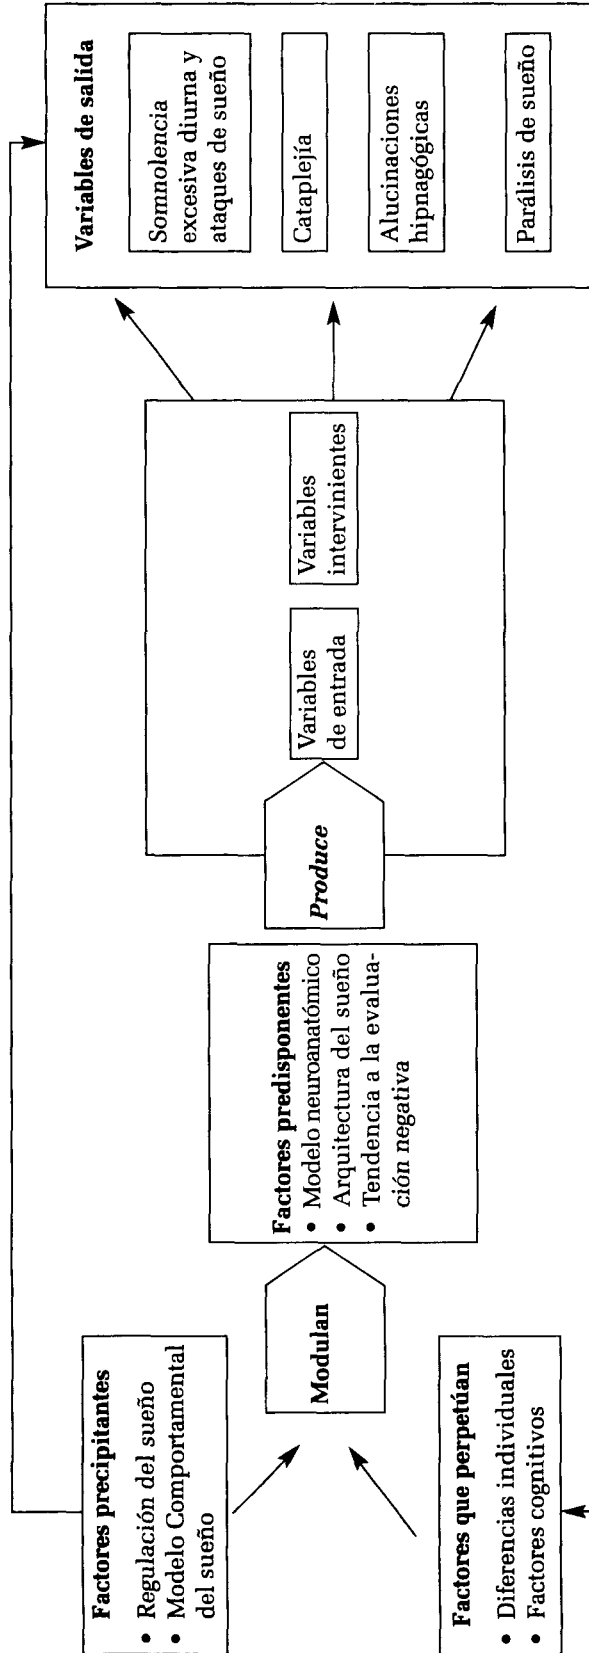 Factores precipitantes
• Regulación del sueño
• Modelo Comportamental
del sueño
Factores que perpetúan
• Diferencias individuales
• Factores cognitivos
Modulan
Factores predisponentes
• Modelo neuroanatómico
• Arquitectura del sueño
• Tendencia a la evalua-
ción negativa
Produce
Variables
de entrada
Variables
intervinientes
Variables de salida
Somnolencia
excesiva diurna y
ataques de sueño
Cataplejía
Alucinaciones
hipnagógicas
Parálisis de sueño